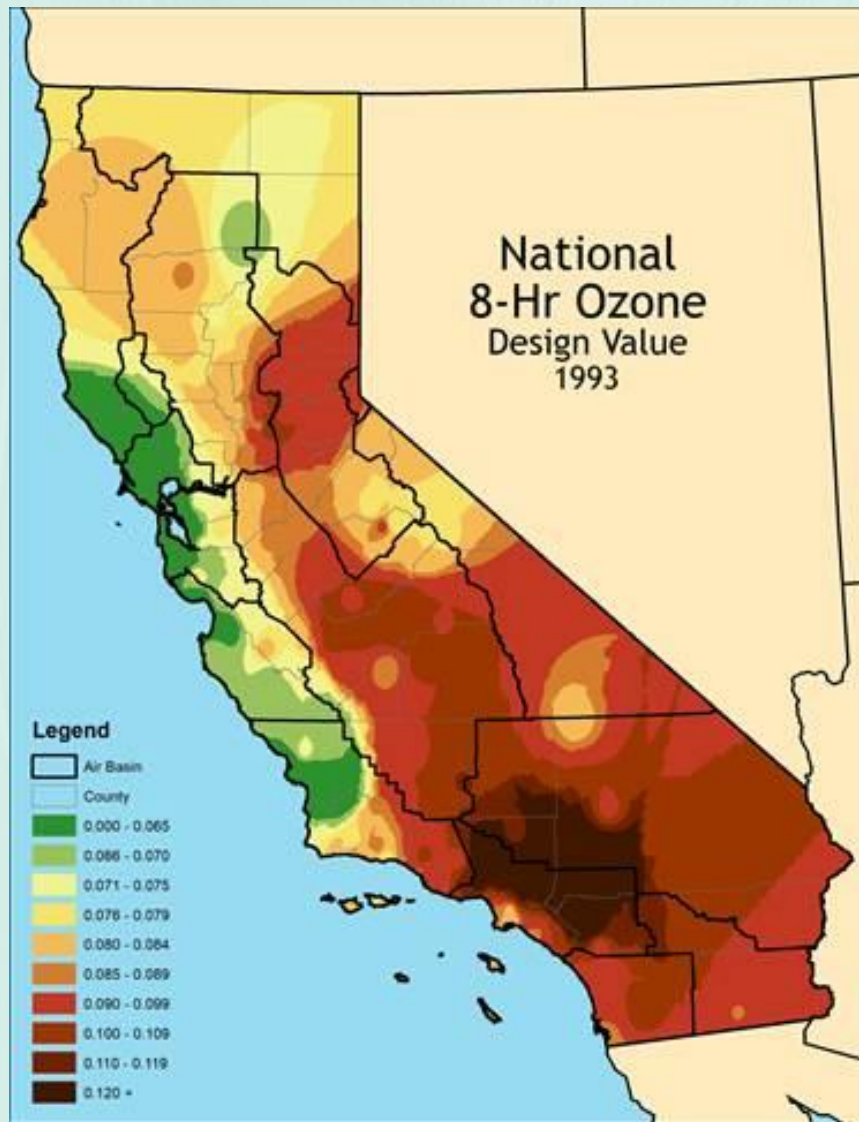 National
8-Hr Ozone
Design Value
1993
Legend
Air Basin
County
0.000 - 0.065
0.066 - 0.070
0.071 - 0.075
0.076 - 0.079
0.080 - 0.084
0.085 - 0.089
0.090 - 0.099
0.100 - 0.109
0.110 - 0.119
0.120 +